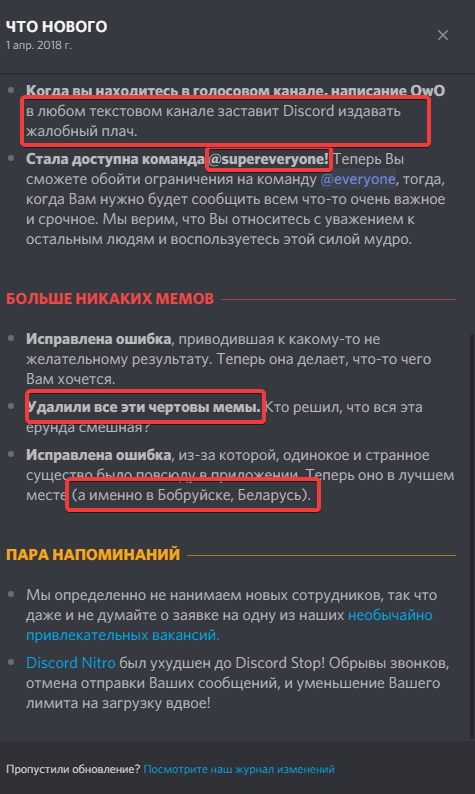 ЧТО НОВОГО
1 апр. 2018 г.
Когда вы находитесь в голосовом канале, написание OwO
в любом текстовом канале заставит Discord издавать
жалобный плач.
Стала доступна команда @supereveryone! Теперь Вы
сможете обойти ограничения на команду @everyone, тогда,
когда Вам нужно будет сообщить всем что-то очень важное
и срочное. Мы верим, что Вы относитесь с уважением к
остальным людям и воспользуетесь этой силой мудро.
БОЛЬШЕ НИКАКИХ МЕМОВ
Исправлена ошибка, приводившая к какому-то не
желательному результату. Теперь она делает, что-то чего
Вам хочется.
Удалили все эти чертовы мемы. Кто решил, что вся эта
ерунда смешная?
Исправлена ошибка, из-за которой, одинокое и странное
существо было повсюду в приложении. Теперь оно в лучшем
месте (а именно в Бобруйске, Беларусь).
ПАРА НАПОМИНАНИЙ
Мы определенно не нанимаем новых сотрудников, так что
даже и не думайте о заявке на одну из наших необычайно
привлекательных вакансий.
Discord Nitro был ухудшен до Discord Stop! Обрывы звонков,
отмена отправки Ваших сообщений, и уменьшение Вашего
лимита на загрузку вдвое!
Пропустили обновление? Посмотрите наш журнал изменений